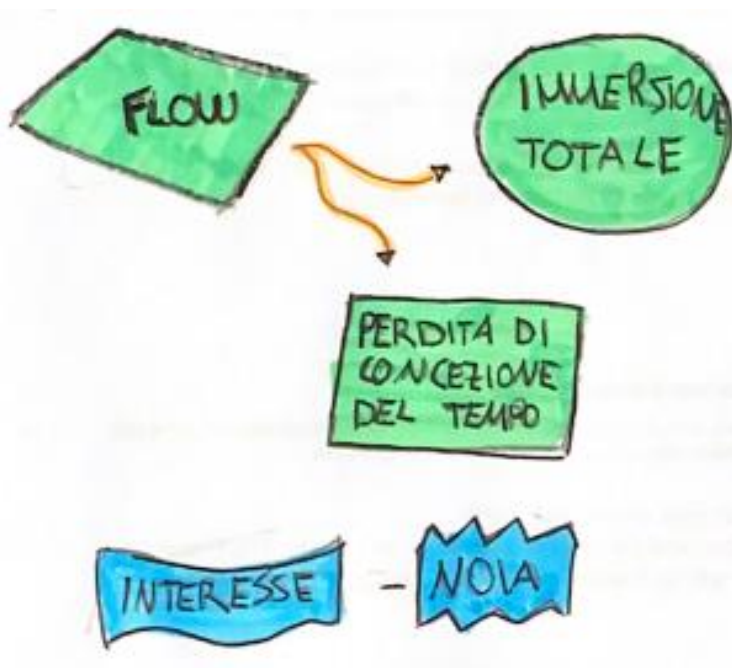 FLOW
IMMERSIONE
TOTALE
PERDITA DI
CONCEZIONE
DEL TEMPO
INTERESSE - NOIA